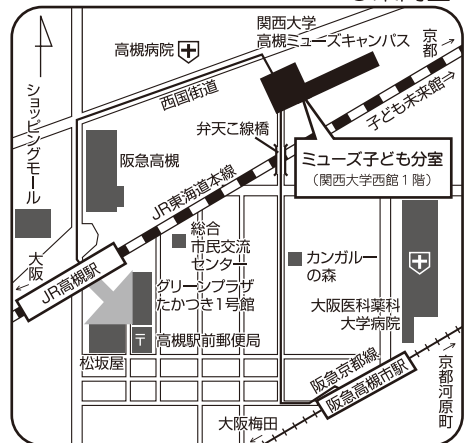 関西大学
高槻ミューズキャンパス
京都
高槻病院
西国街道
子ども未来館→
ショッピングモール
弁天こ線橋
阪急高槻
ミューズ子ども分室
（関西大学西館1階）
JR東海道本線
総合
市民交流
センター
カンガルー
の森
大阪
JR高槻駅
グリーンプラザ
たかつき1号館
大阪医科薬科
大学病院
〒
高槻駅前郵便局
松坂屋
阪急京都線
阪急高槻市駅
京都河原町
大阪梅田